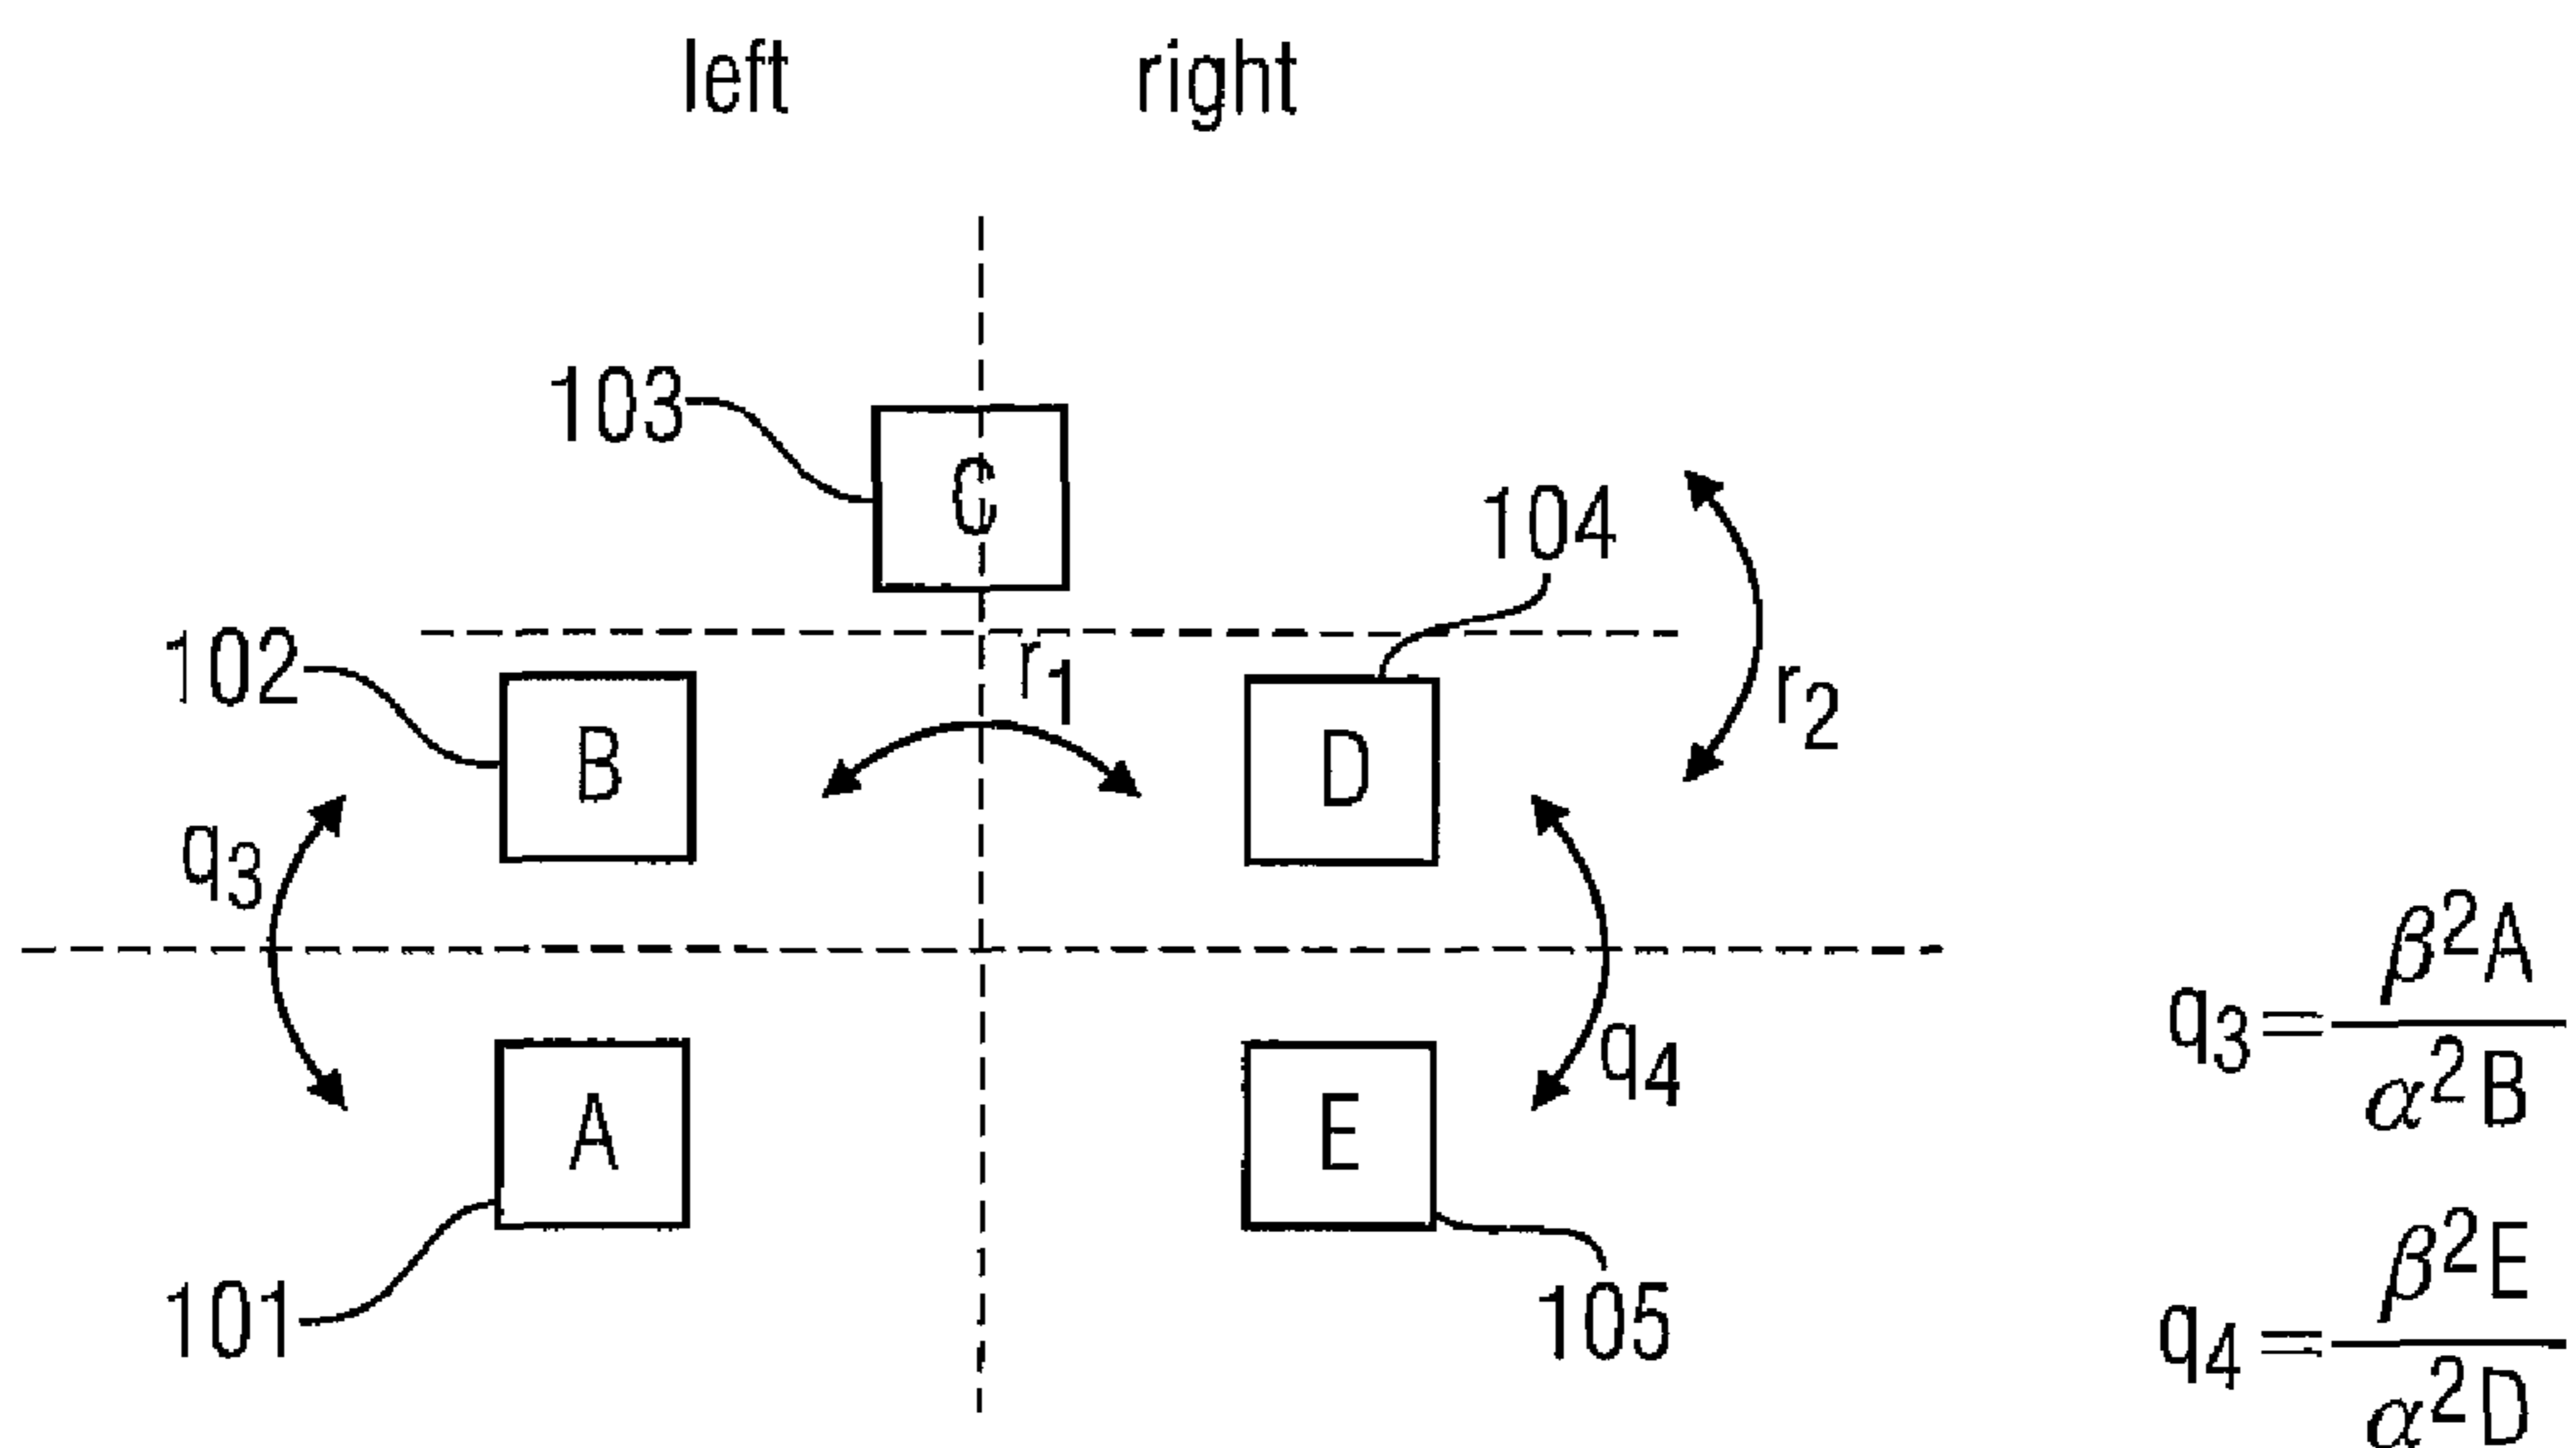 left right
103
C
104
102
r1
r2
B
D
q3
q3 = β²A / α²B
q4
A
E
q4 = β²E / α²D
101
105